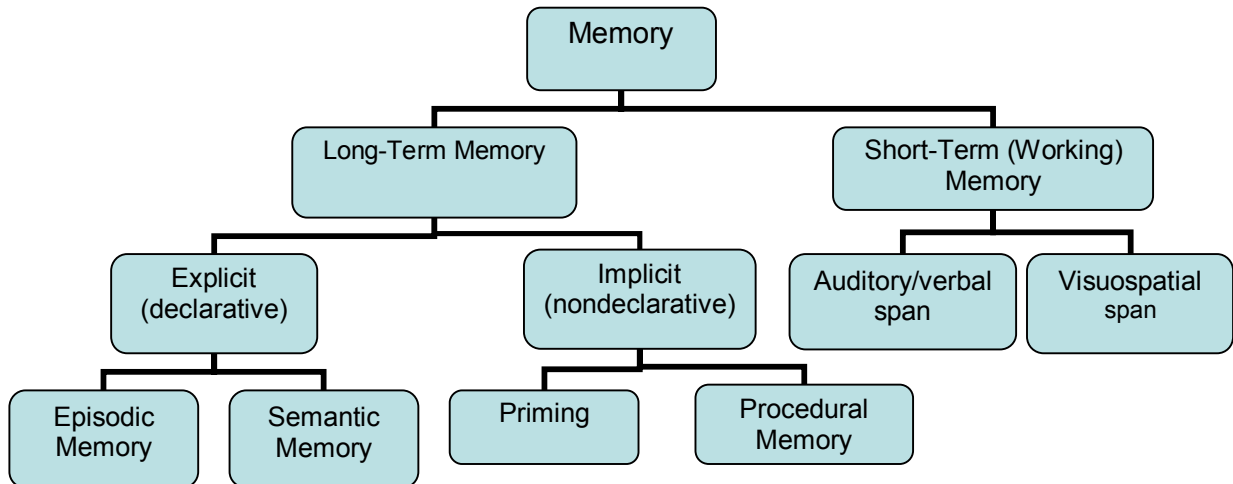 Memory
Long-Term Memory
Short-Term (Working)
Memory
Explicit
(declarative)
Implicit
(nondeclarative)
Auditory/verbal
span
Visuospatial
span
Episodic
Memory
Semantic
Memory
Priming
Procedural
Memory